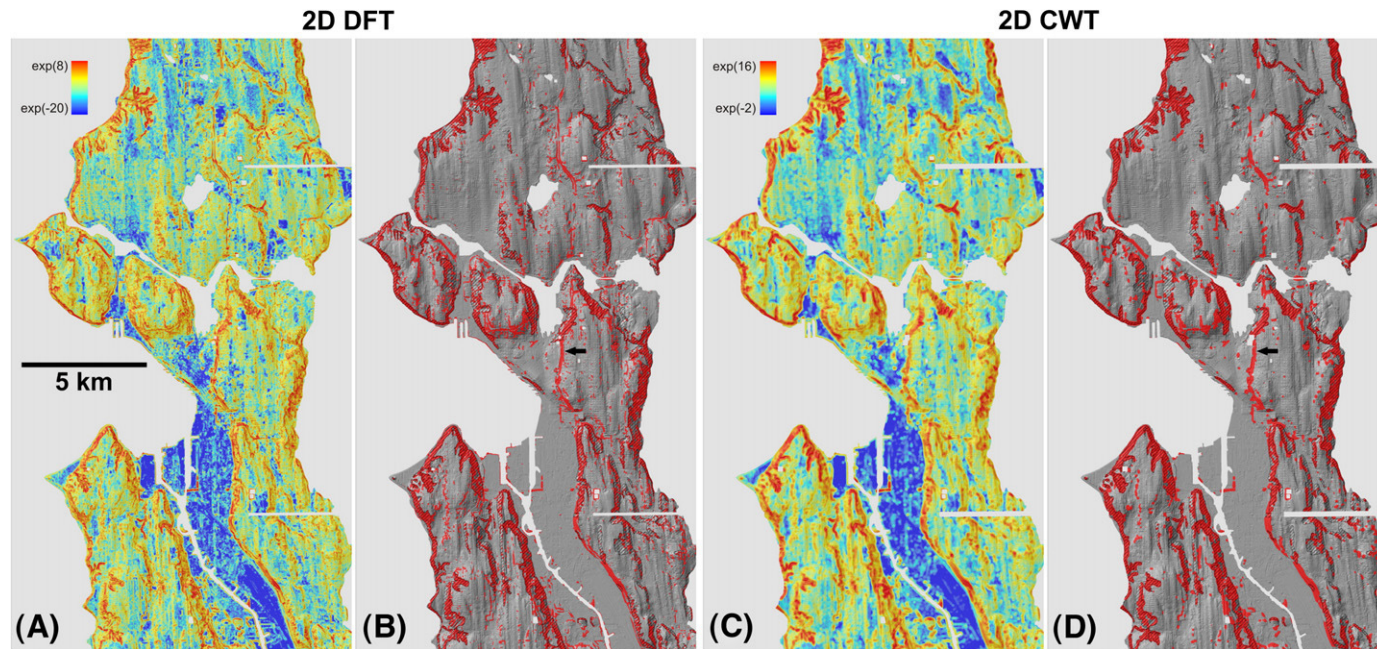 2D DFT
2D CWT
exp(8)
exp(-20)
exp(16)
exp(-2)
5 km
(A)
(B)
(C)
(D)